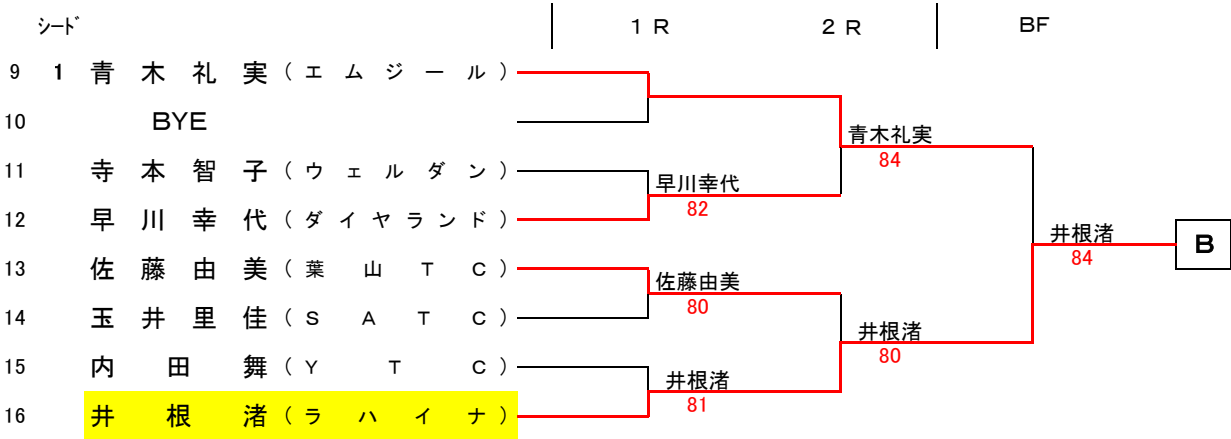 シード 1R 2R BF
9 1 青木礼実(エムジール)
10 BYE
青木礼実
84
11 寺本智子(ウェルダン)
早川幸代
82
12 早川幸代(ダイヤランド)
井根渚
84
B
13 佐藤由美(葉山TC)
佐藤由美
80
14 玉井里佳(SATC)
井根渚
80
15 内田舞(YTC)
井根渚
81
16 井根渚(ラハイナ)